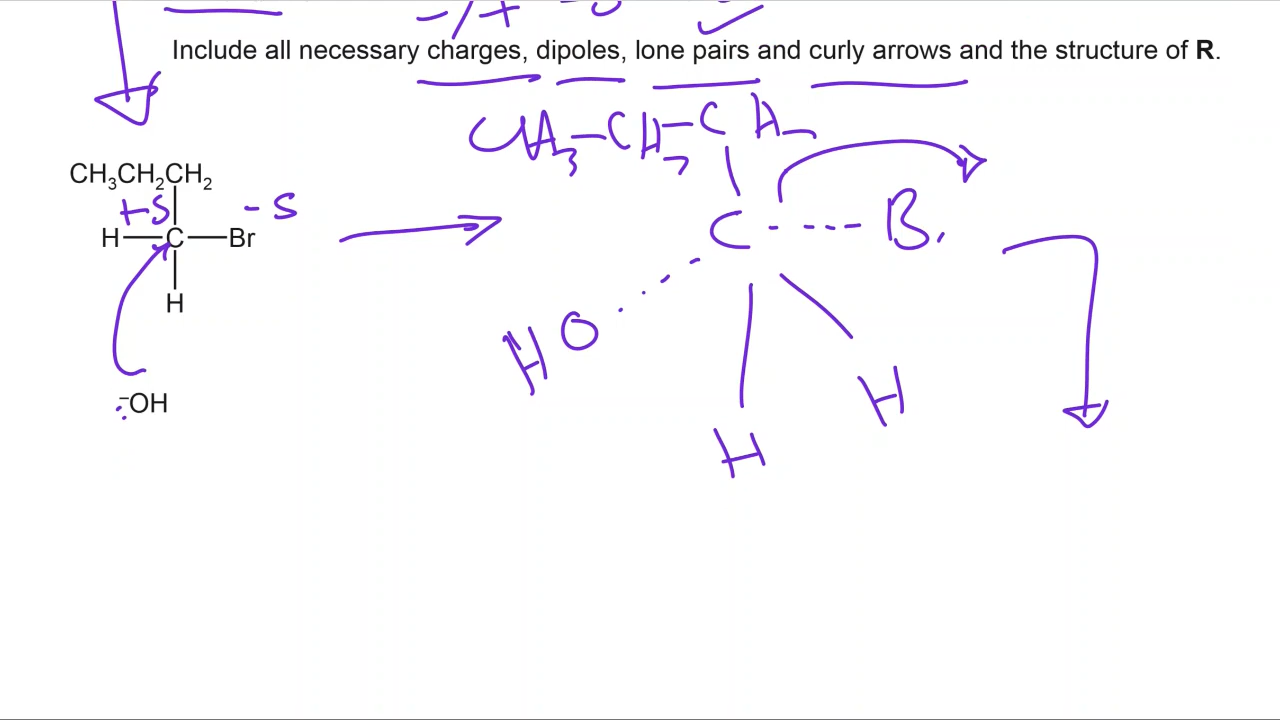 -/+ -δ
Include all necessary charges, dipoles, lone pairs and curly arrows and the structure of R.
CH3-CH2-CH2
CH₃CH₂CH₂
+S -S
H—C—Br
C Br
HO
H
H
⁻:OH
H